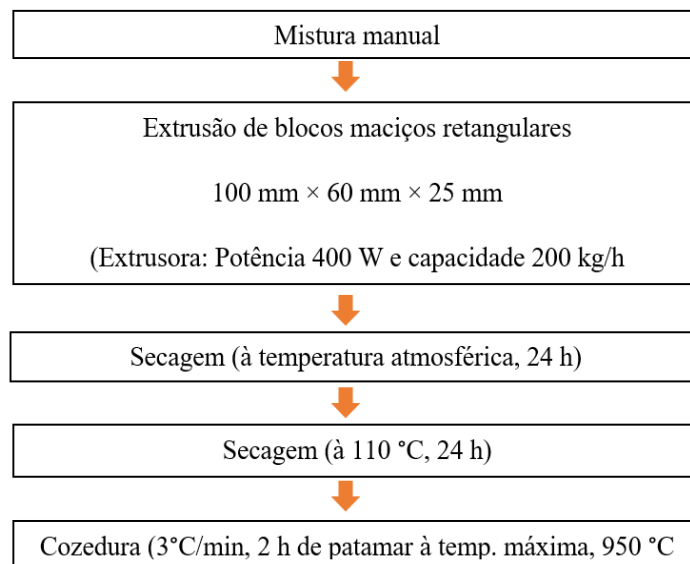 Mistura manual
Extrusão de blocos maciços retangulares
100 mm × 60 mm × 25 mm
(Extrusora: Potência 400 W e capacidade 200 kg/h
Secagem (à temperatura atmosférica, 24 h)
Secagem (à 110 °C, 24 h)
Cozedura (3°C/min, 2 h de patamar à temp. máxima, 950 °C